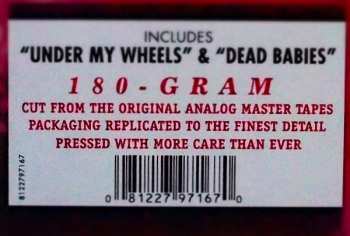 INCLUDES
"UNDER MY WHEELS" & "DEAD BABIES"
180-GRAM
CUT FROM THE ORIGINAL ANALOG MASTER TAPES
PACKAGING REPLICATED TO THE FINEST DETAIL
PRESSED WITH MORE CARE THAN EVER
8122797167
0 81227 97167 0